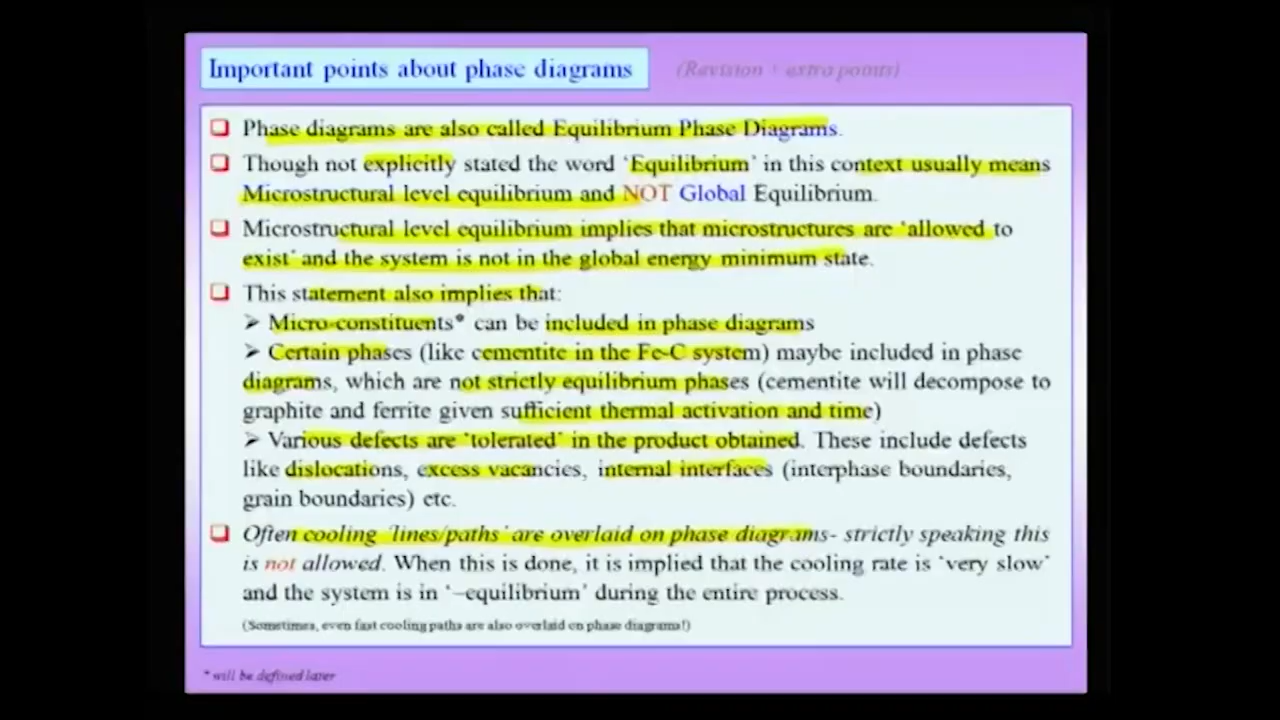 Important points about phase diagrams
(Revision + extra points)
❑ Phase diagrams are also called Equilibrium Phase Diagrams.
❑ Though not explicitly stated the word ‘Equilibrium’ in this context usually means
Microstructural level equilibrium and NOT Global Equilibrium.
❑ Microstructural level equilibrium implies that microstructures are ‘allowed to
exist’ and the system is not in the global energy minimum state.
❑ This statement also implies that:
➢ Micro-constituents* can be included in phase diagrams
➢ Certain phases (like cementite in the Fe-C system) maybe included in phase
diagrams, which are not strictly equilibrium phases (cementite will decompose to
graphite and ferrite given sufficient thermal activation and time)
➢ Various defects are ‘tolerated’ in the product obtained. These include defects
like dislocations, excess vacancies, internal interfaces (interphase boundaries,
grain boundaries) etc.
❑ Often cooling ‘lines/paths’ are overlaid on phase diagrams- strictly speaking this
is not allowed. When this is done, it is implied that the cooling rate is ‘very slow’
and the system is in ‘~equilibrium’ during the entire process.
(Sometimes, even fast cooling paths are also overlaid on phase diagrams!)
* will be defined later